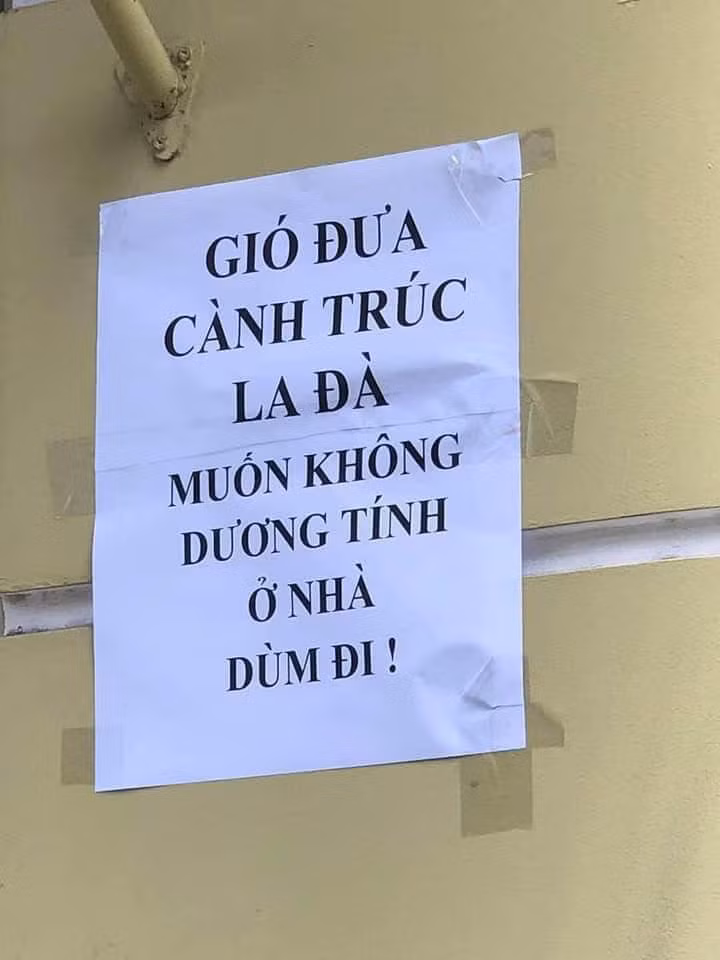 GIÓ ĐƯA
CÀNH TRÚC
LA ĐÀ
MUỐN KHÔNG
DƯƠNG TÍNH
Ở NHÀ
DÙM ĐI !